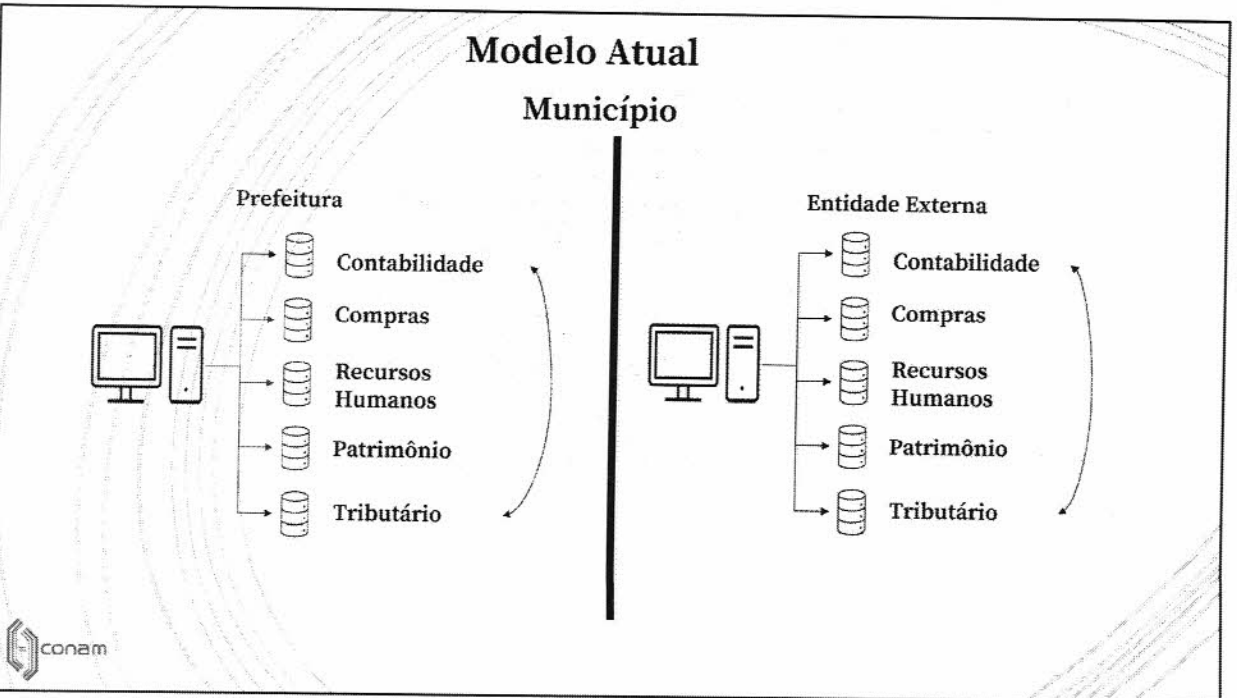 Modelo Atual
Município
Prefeitura
Contabilidade
Compras
Recursos
Humanos
Patrimônio
Tributário
Entidade Externa
Contabilidade
Compras
Recursos
Humanos
Patrimônio
Tributário
conam